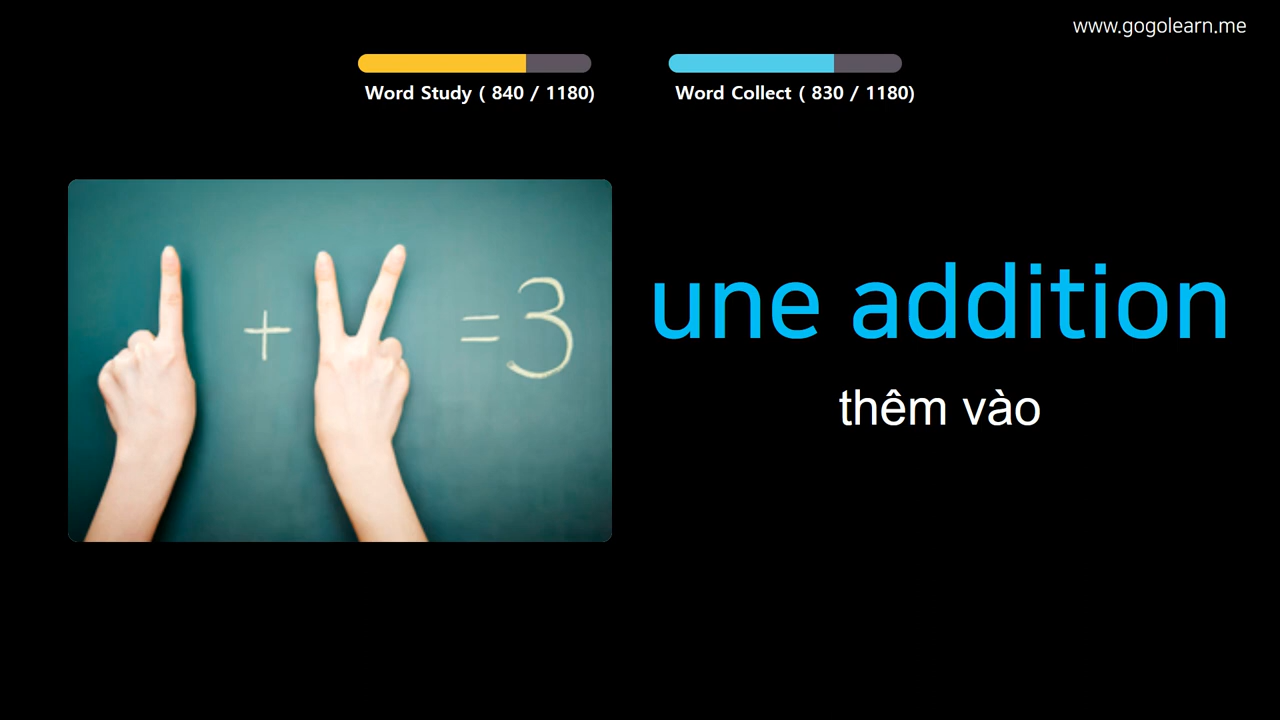 www.gogolearn.me
Word Study ( 840 / 1180)
Word Collect ( 830 / 1180)
+ = 3
une addition
thêm vào